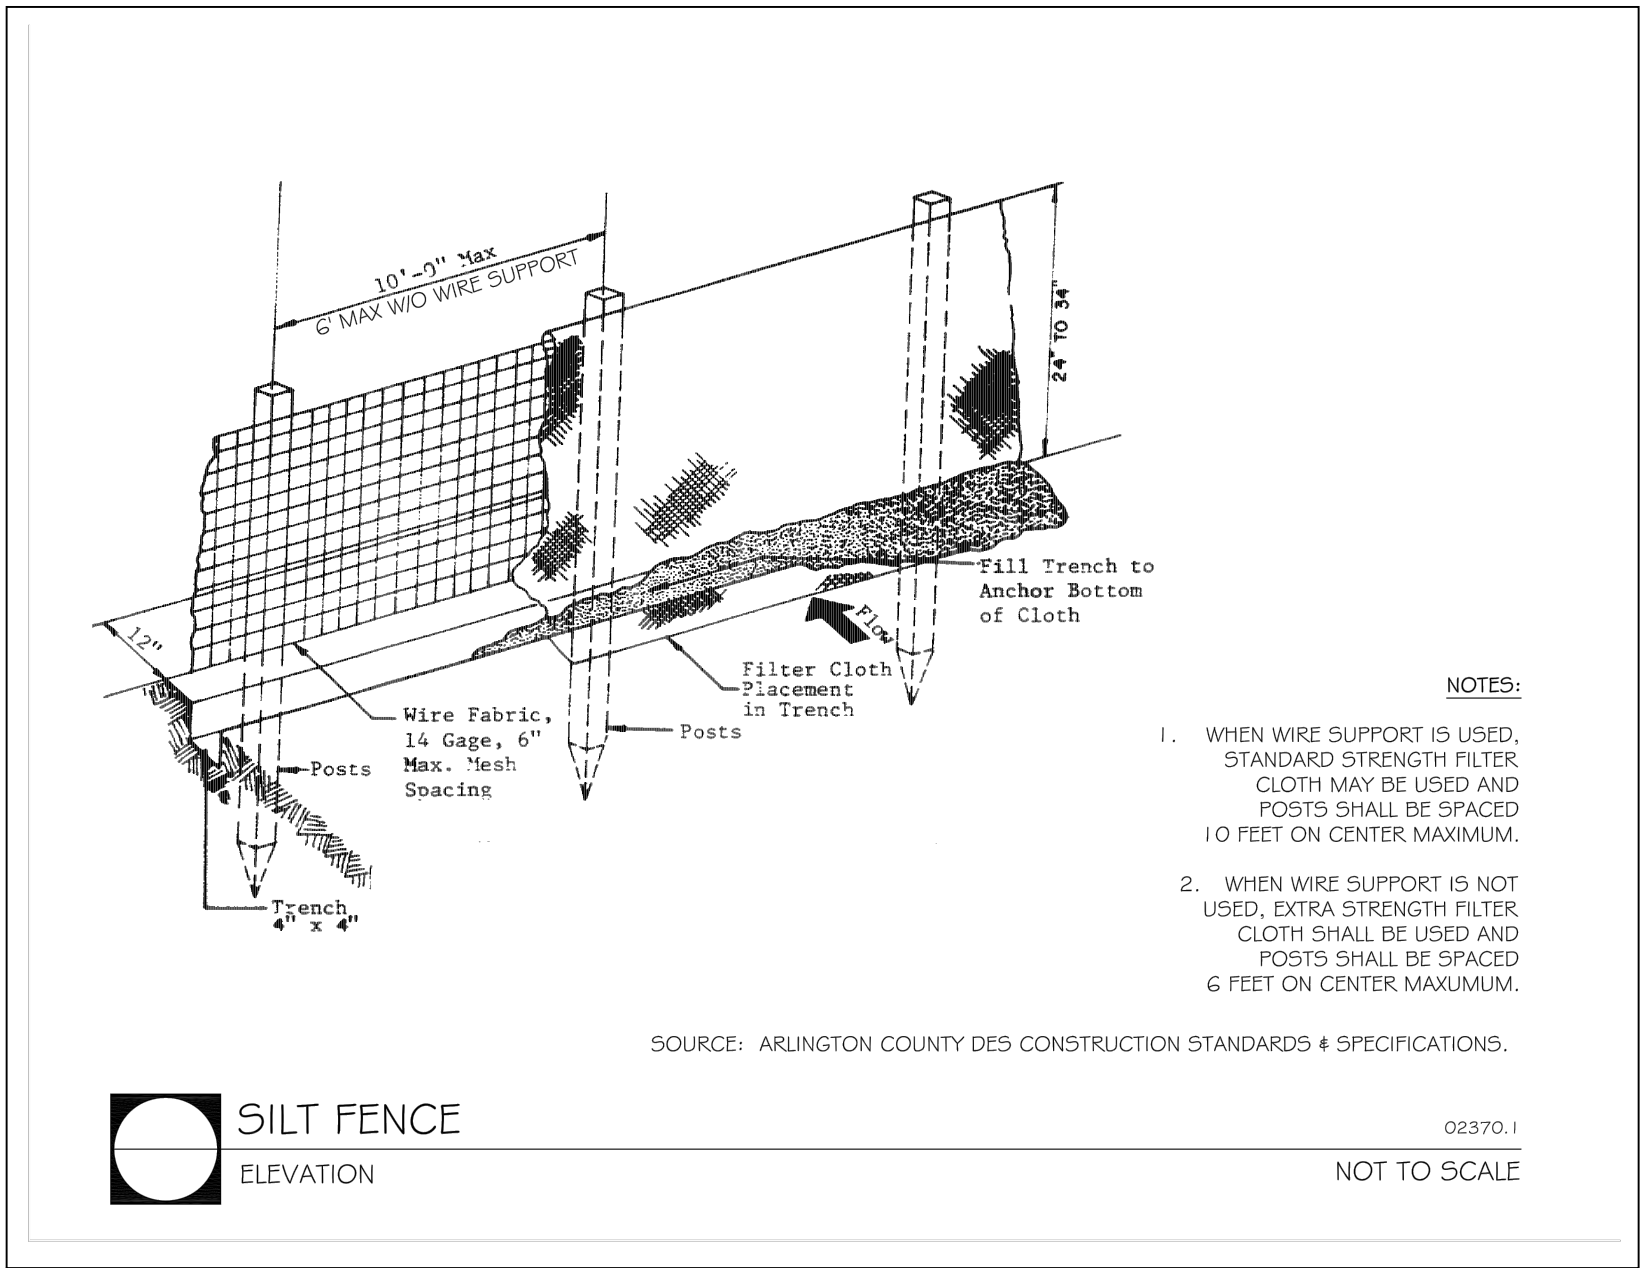 10'-0" Max
6' MAX W/O WIRE SUPPORT
24" TO 34"
12"
Fill Trench to
Anchor Bottom
of Cloth
Flow
Filter Cloth
Placement
in Trench
Posts
Wire Fabric,
14 Gage, 6"
Max. Mesh
Spacing
Posts
Trench
4" x 4"
NOTES:
1. WHEN WIRE SUPPORT IS USED,
STANDARD STRENGTH FILTER
CLOTH MAY BE USED AND
POSTS SHALL BE SPACED
10 FEET ON CENTER MAXIMUM.
2. WHEN WIRE SUPPORT IS NOT
USED, EXTRA STRENGTH FILTER
CLOTH SHALL BE USED AND
POSTS SHALL BE SPACED
6 FEET ON CENTER MAXUMUM.
SOURCE: ARLINGTON COUNTY DES CONSTRUCTION STANDARDS & SPECIFICATIONS.
SILT FENCE
02370.1
ELEVATION
NOT TO SCALE